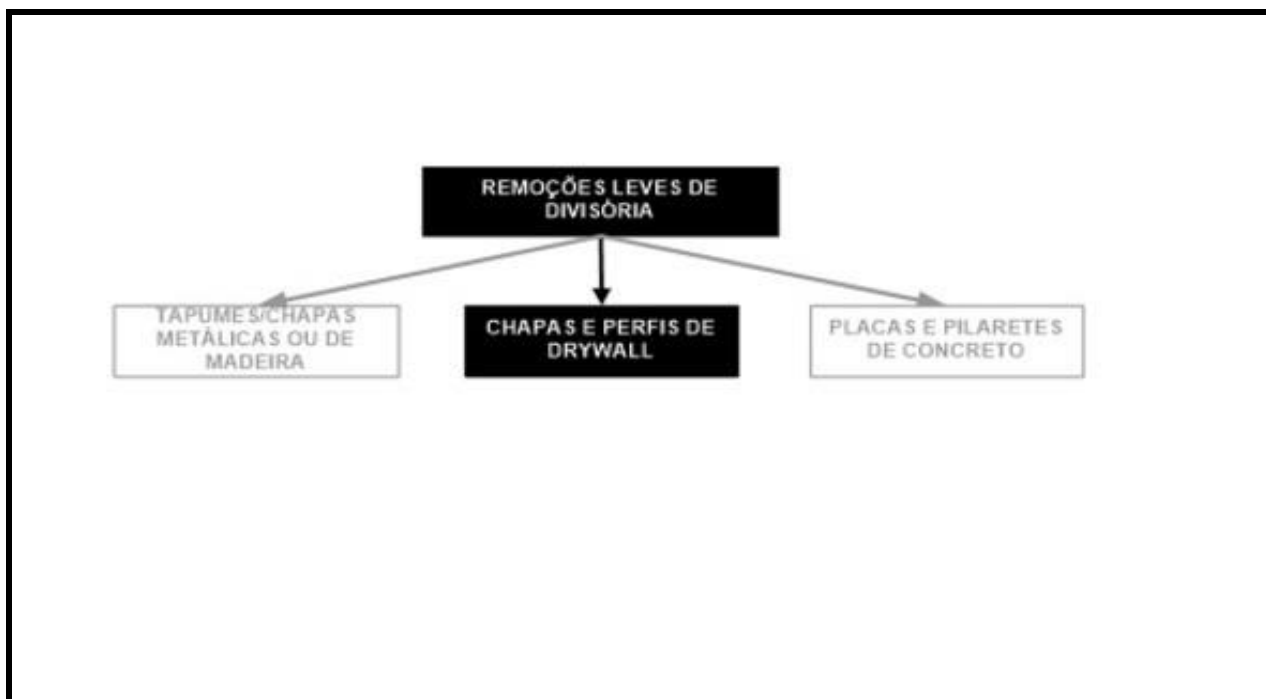 REMOÇÕES LEVES DE
DIVISÓRIA
TAPUMES/CHAPAS
METÁLICAS OU DE
MADEIRA
CHAPAS E PERFIS DE
DRYWALL
PLACAS E PILARETES
DE CONCRETO